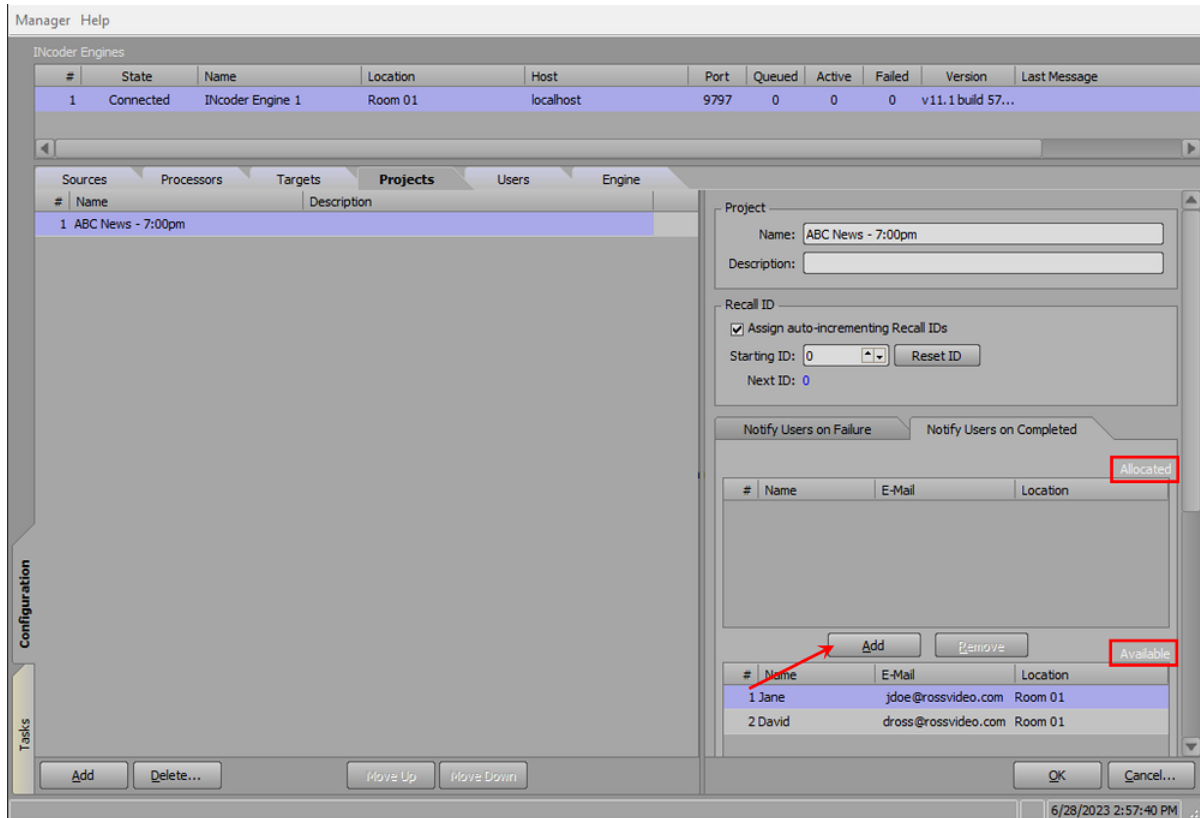 Manager Help
INcoder Engines
# State Name Location Host Port Queued Active Failed Version Last Message
1 Connected INcoder Engine 1 Room 01 localhost 9797 0 0 0 v11.1 build 57...
Sources Processors Targets Projects Users Engine
# Name Description
1 ABC News - 7:00pm
Project
Name: ABC News - 7:00pm
Description:
Recall ID
Assign auto-incrementing Recall IDs
Starting ID: 0 Reset ID
Next ID: 0
Notify Users on Failure Notify Users on Completed
Allocated
# Name E-Mail Location
Add Remove
Available
# Name E-Mail Location
1 Jane jdoe@rossvideo.com Room 01
2 David dross@rossvideo.com Room 01
Configuration
Tasks
Add Delete... Move Up Move Down OK Cancel...
6/28/2023 2:57:40 PM